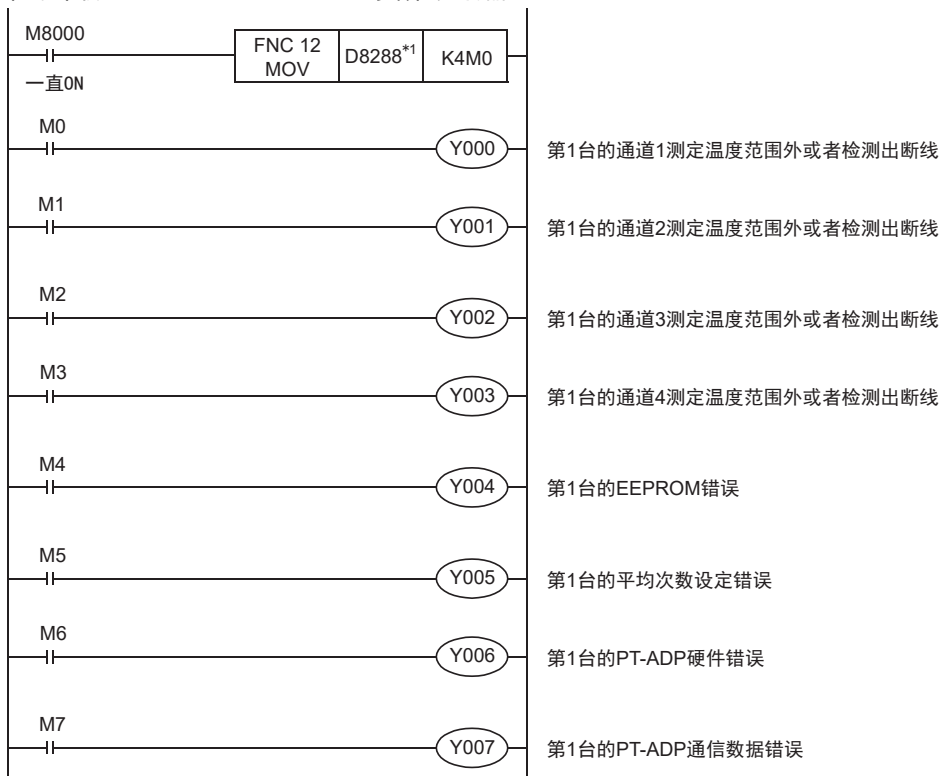 M8000
FNC 12
MOV
D8288*1
K4M0
一直ON
M0
Y000
第1台的通道1测定温度范围外或者检测出断线
M1
Y001
第1台的通道2测定温度范围外或者检测出断线
M2
Y002
第1台的通道3测定温度范围外或者检测出断线
M3
Y003
第1台的通道4测定温度范围外或者检测出断线
M4
Y004
第1台的EEPROM错误
M5
Y005
第1台的平均次数设定错误
M6
Y006
第1台的PT-ADP硬件错误
M7
Y007
第1台的PT-ADP通信数据错误